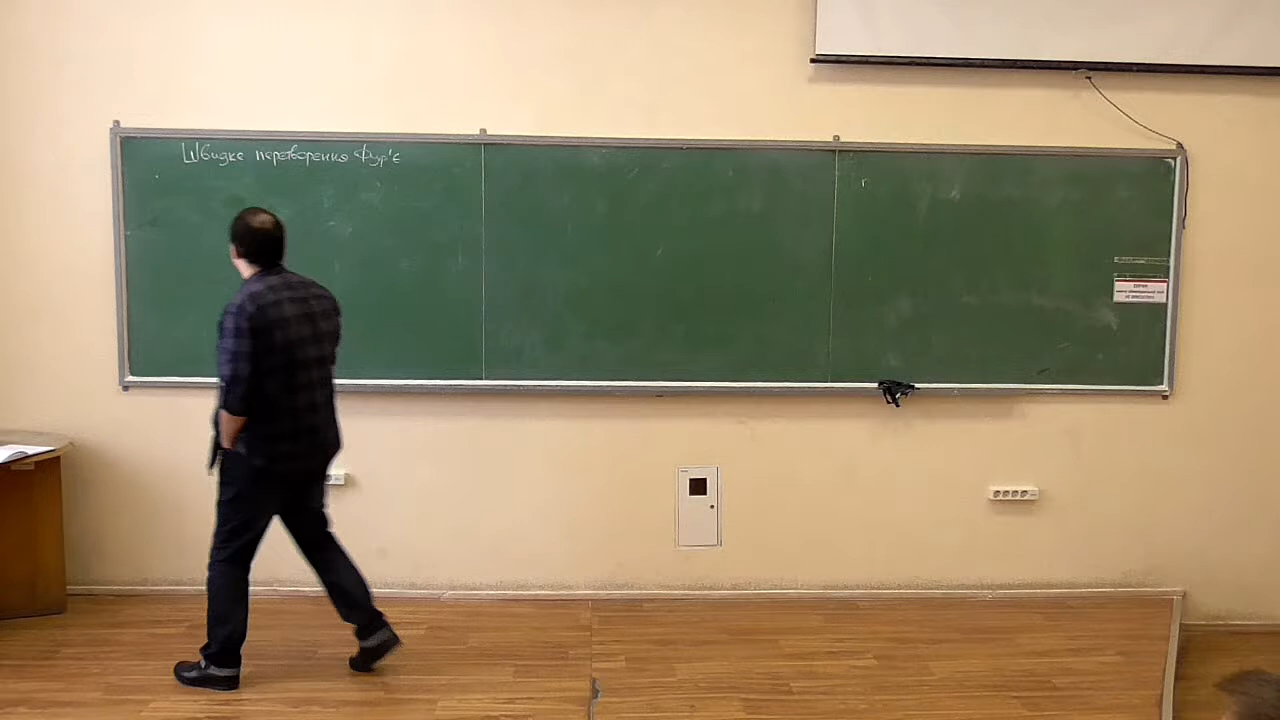 Швидке перетворення Фур'є